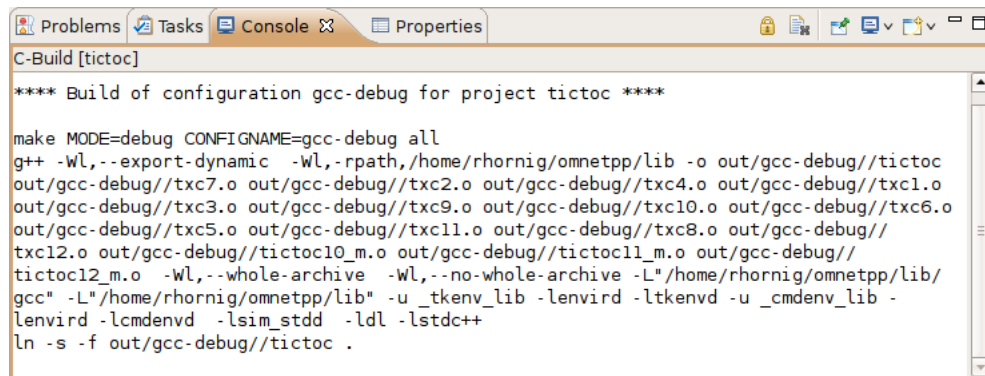 Problems Tasks Console Properties
C-Build [tictoc]
**** Build of configuration gcc-debug for project tictoc ****
make MODE=debug CONFIGNAME=gcc-debug all
g++ -Wl,--export-dynamic  -Wl,-rpath,/home/rhornig/omnetpp/lib -o out/gcc-debug//tictoc
out/gcc-debug//txc7.o out/gcc-debug//txc2.o out/gcc-debug//txc4.o out/gcc-debug//txc1.o
out/gcc-debug//txc3.o out/gcc-debug//txc9.o out/gcc-debug//txc10.o out/gcc-debug//txc6.o
out/gcc-debug//txc5.o out/gcc-debug//txc11.o out/gcc-debug//txc8.o out/gcc-debug//
txc12.o out/gcc-debug//tictoc10_m.o out/gcc-debug//tictoc11_m.o out/gcc-debug//
tictoc12_m.o  -Wl,--whole-archive  -Wl,--no-whole-archive -L"/home/rhornig/omnetpp/lib/
gcc" -L"/home/rhornig/omnetpp/lib" -u _tkenv_lib -lenvird -ltkenvd -u _cmdenv_lib -
lenvird -lcmdenvd  -lsim_stdd  -ldl -lstdc++
ln -s -f out/gcc-debug//tictoc .